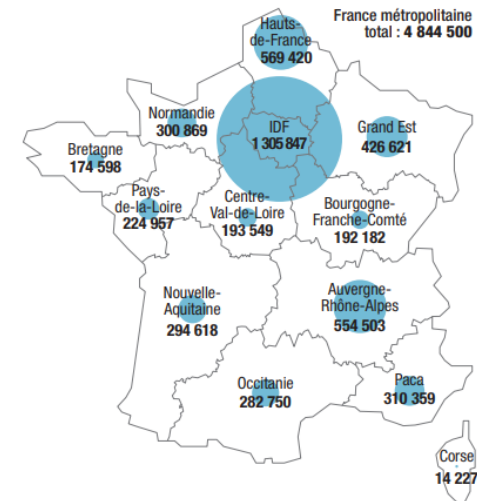 France métropolitaine
total : 4 844 500
Hauts-
de-France
569 420
Normandie
300 869
IDF
1 305 847
Grand Est
426 621
Bretagne
174 598
Pays-
de-la-Loire
224 957
Centre-
Val-de-Loire
193 549
Bourgogne-
Franche-Comté
192 182
Nouvelle-
Aquitaine
294 618
Auvergne-
Rhône-Alpes
554 503
Occitanie
282 750
Paca
310 359
Corse
14 227